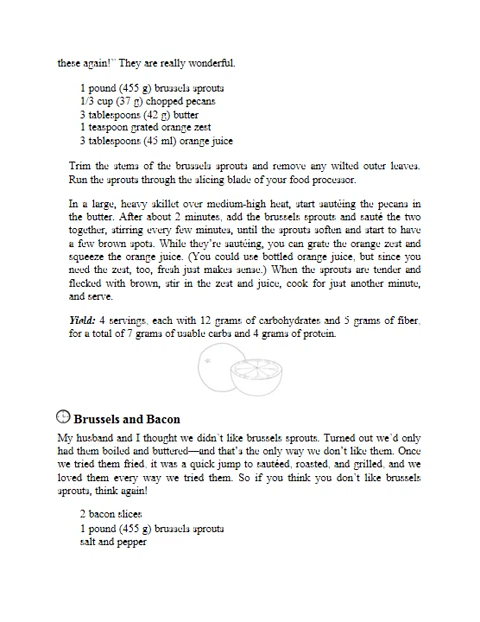 these again!” They are really wonderful.
1 pound (455 g) brussels sprouts
1/3 cup (37 g) chopped pecans
3 tablespoons (42 g) butter
1 teaspoon grated orange zest
3 tablespoons (45 ml) orange juice
Trim the stems of the brussels sprouts and remove any wilted outer leaves.
Run the sprouts through the slicing blade of your food processor.
In a large, heavy skillet over medium-high heat, start sautéing the pecans in
the butter. After about 2 minutes, add the brussels sprouts and sauté the two
together, stirring every few minutes, until the sprouts soften and start to have
a few brown spots. While they’re sautéing, you can grate the orange zest and
squeeze the orange juice. (You could use bottled orange juice, but since you
need the zest, too, fresh just makes sense.) When the sprouts are tender and
flecked with brown, stir in the zest and juice, cook for just another minute,
and serve.
Yield: 4 servings, each with 12 grams of carbohydrates and 5 grams of fiber,
for a total of 7 grams of usable carbs and 4 grams of protein.
Brussels and Bacon
My husband and I thought we didn’t like brussels sprouts. Turned out we’d only
had them boiled and buttered—and that’s the only way we don’t like them. Once
we tried them fried, it was a quick jump to sautéed, roasted, and grilled, and we
loved them every way we tried them. So if you think you don’t like brussels
sprouts, think again!
2 bacon slices
1 pound (455 g) brussels sprouts
salt and pepper